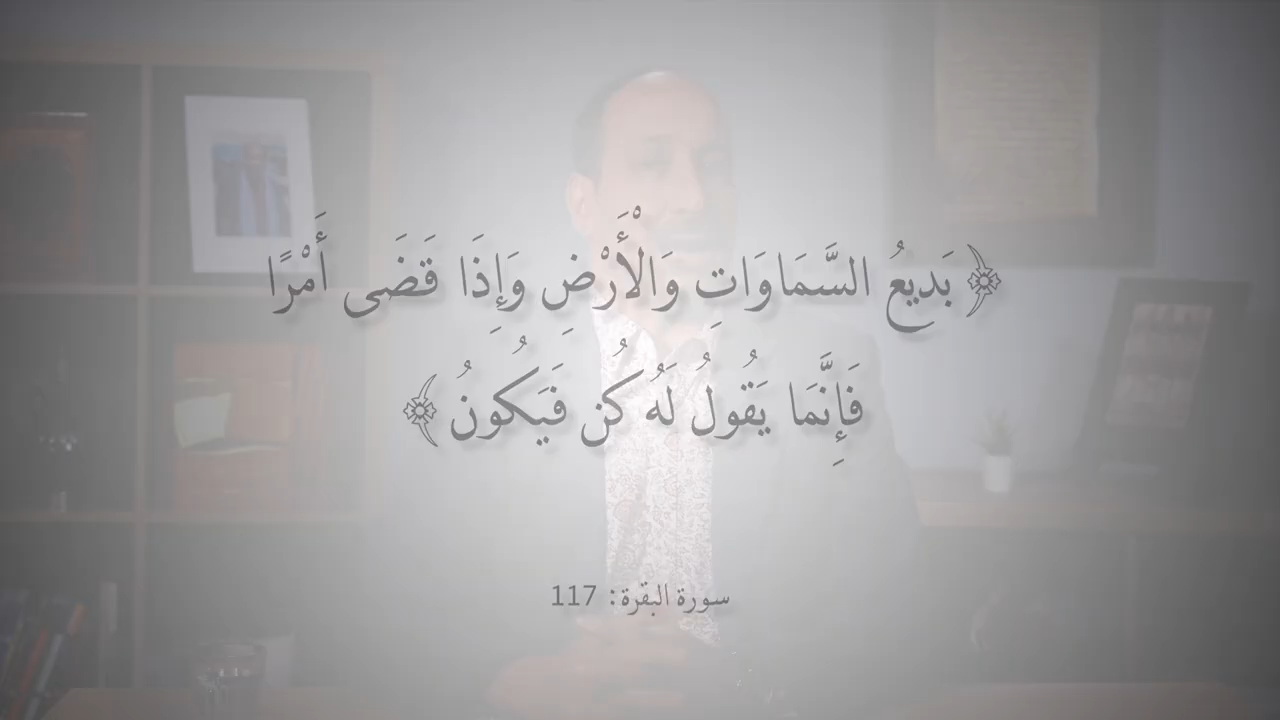 ﴿بَدِيعُ السَّمَاوَاتِ وَالْأَرْضِ وَإِذَا قَضَى أَمْرًا
فَإِنَّمَا يَقُولُ لَهُ كُن فَيَكُونُ﴾
سورة البقرة: 117